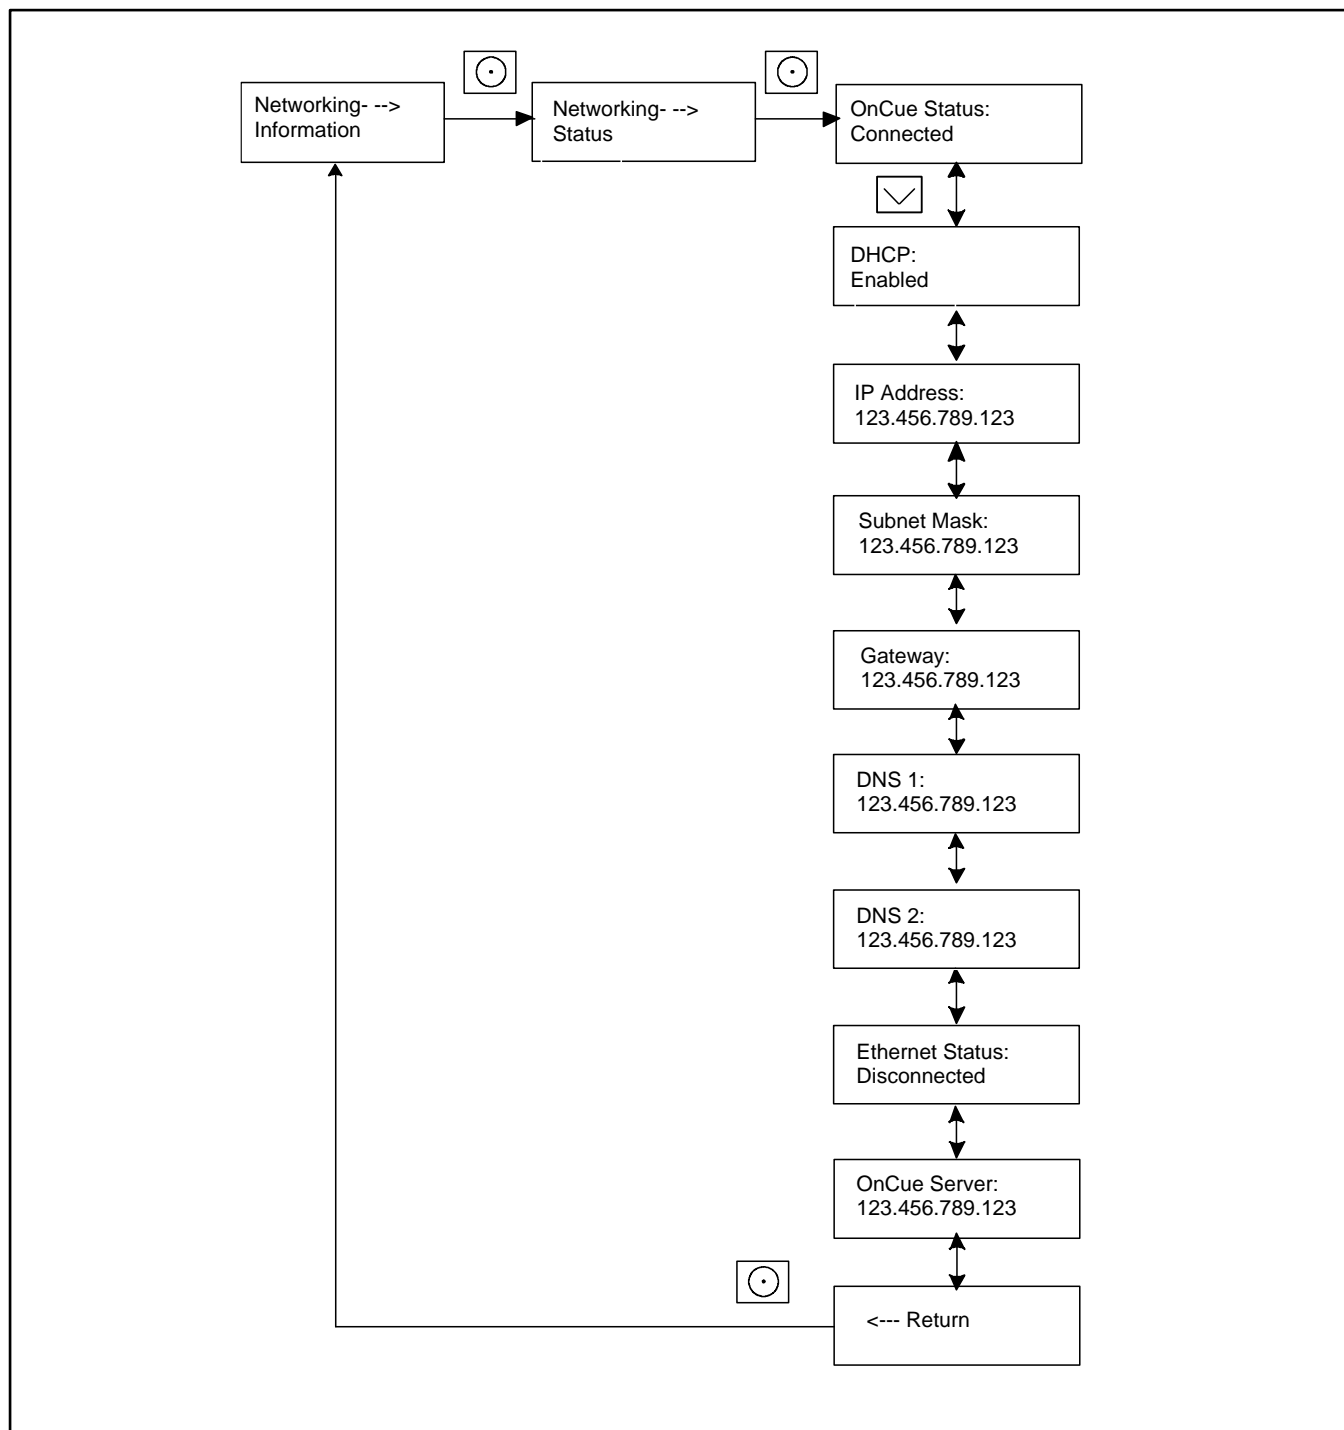 Networking- -->
Information
Networking- -->
Status
OnCue Status:
Connected
DHCP:
Enabled
IP Address:
123.456.789.123
Subnet Mask:
123.456.789.123
Gateway:
123.456.789.123
DNS 1:
123.456.789.123
DNS 2:
123.456.789.123
Ethernet Status:
Disconnected
OnCue Server:
123.456.789.123
<--- Return